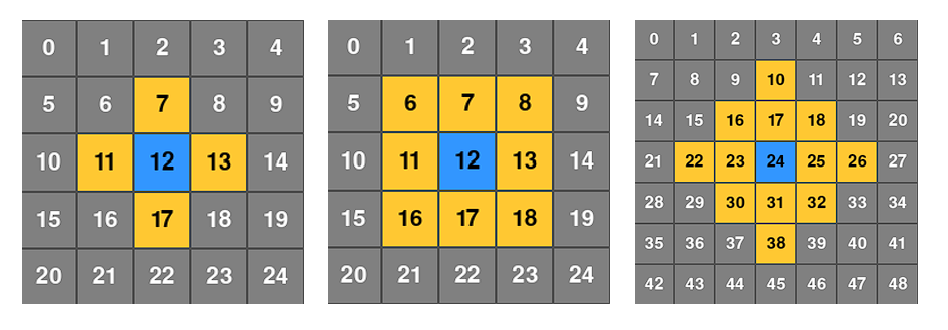 0 1 2 3 4
5 6 7 8 9
10 11 12 13 14
15 16 17 18 19
20 21 22 23 24
0 1 2 3 4
5 6 7 8 9
10 11 12 13 14
15 16 17 18 19
20 21 22 23 24
0 1 2 3 4 5 6
7 8 9 10 11 12 13
14 15 16 17 18 19 20
21 22 23 24 25 26 27
28 29 30 31 32 33 34
35 36 37 38 39 40 41
42 43 44 45 46 47 48